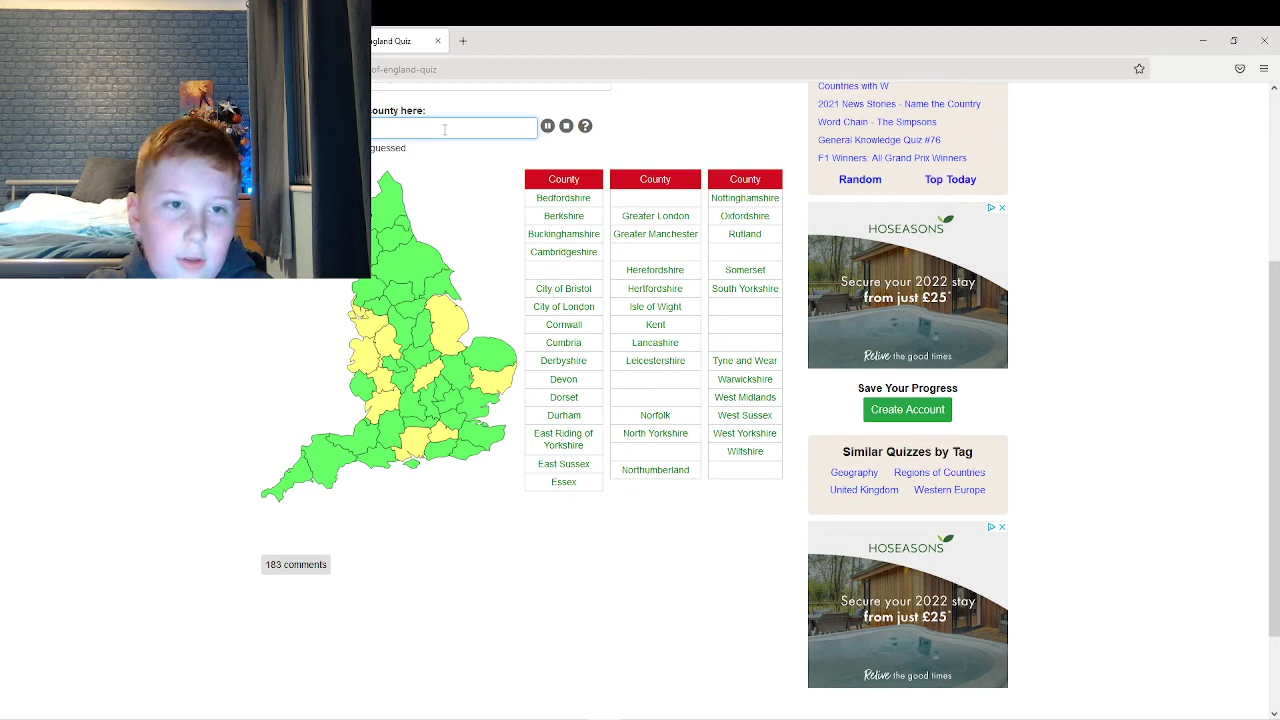 ngland Quiz
of-england-quiz
county here:
guessed
County
Bedfordshire
Berkshire
Buckinghamshire
Cambridgeshire
City of Bristol
City of London
Cornwall
Cumbria
Derbyshire
Devon
Dorset
Durham
East Riding of
Yorkshire
East Sussex
Essex
County
Greater London
Greater Manchester
Herefordshire
Hertfordshire
Isle of Wight
Kent
Lancashire
Leicestershire
Norfolk
North Yorkshire
Northumberland
County
Nottinghamshire
Oxfordshire
Rutland
Somerset
South Yorkshire
Tyne and Wear
Warwickshire
West Midlands
West Sussex
West Yorkshire
Wiltshire
183 comments
Countries with W
2021 News Stories - Name the Country
Word Chain - The Simpsons
General Knowledge Quiz #76
F1 Winners: All Grand Prix Winners
Random Top Today
HOSEASONS
Secure your 2022 stay
from just £25*
Relive the good times
Save Your Progress
Create Account
Similar Quizzes by Tag
Geography Regions of Countries
United Kingdom Western Europe
HOSEASONS
Secure your 2022 stay
from just £25*
Relive the good times